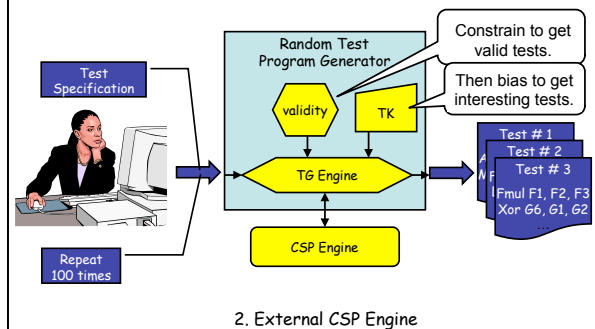 Random Test
Program Generator
Constrain to get
valid tests.
Then bias to get
interesting tests.
Test
Specification
validity
TK
TG Engine
CSP Engine
Repeat
100 times
Test # 1
A
M
Test # 2
F
L
Test # 3
Fmul F1, F2, F3
Xor G6, G1, G2
...
2. External CSP Engine